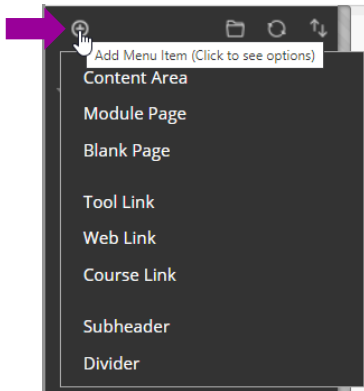 Add Menu Item (Click to see options)
Content Area
Module Page
Blank Page
Tool Link
Web Link
Course Link
Subheader
Divider